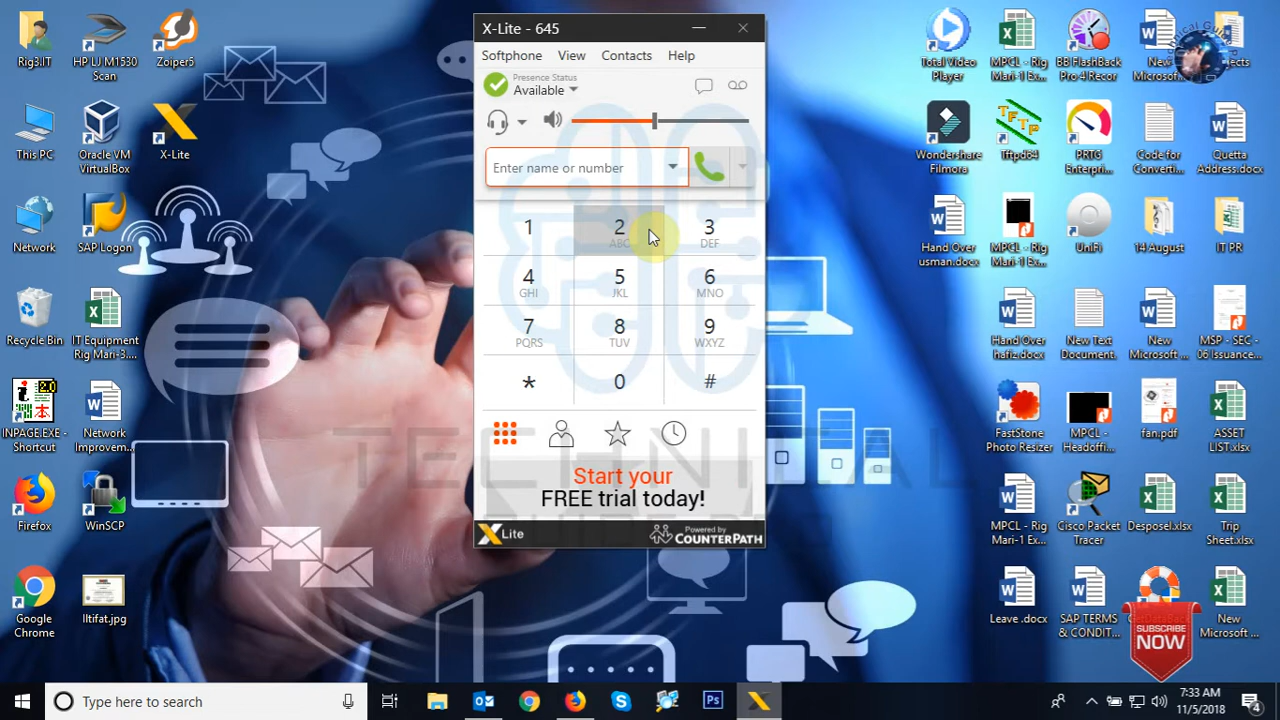 Rig3.IT
HP LJ M1530
Scan
Zoiper5
This PC
Oracle VM
VirtualBox
X-Lite
Network
SAP Logon
Recycle Bin
IT Equipment
Rig Mari-3....
INPAGE.EXE -
Shortcut
Network
Improvem...
Firefox
WinSCP
Google
Chrome
Iltifat.jpg
X-Lite - 645
Softphone View Contacts Help
Presence Status
Available
Enter name or number
1
2
ABC
3
DEF
4
GHI
5
JKL
6
MNO
7
PQRS
8
TUV
9
WXYZ
*
0
#
Start your
FREE trial today!
X Lite
Powered by
COUNTERPATH
Total Video
Player
MPCL - Rig
Mari-1 Ex...
BB FlashBack
Pro 4 Recor
New
Microsof...
Wondershare
Filmora
TFTP
Tftpd64
PRTG
Enterpri...
Code for
Converti...
Quetta
Address.docx
Hand Over
usman.docx
MPCL - Rig
Mari-1 Ex...
UniFi
14 August
IT PR
Hand Over
hafiz.docx
New Text
Document.
New
Microsoft ...
MSP - SEC -
06 Issuance...
FastStone
Photo Resizer
MPCL -
Headoffi...
fan.pdf
ASSET
LIST.xlsx
MPCL - Rig
Mari-1 Ex...
Cisco Packet
Tracer
Desposel.xlsx
Trip
Sheet.xlsx
Leave .docx
SAP TERMS
& CONDIT...
New
Microsoft ...
SUBSCRIBE
NOW
TECHNICAL
Type here to search
Ps
7:33 AM
11/5/2018
4